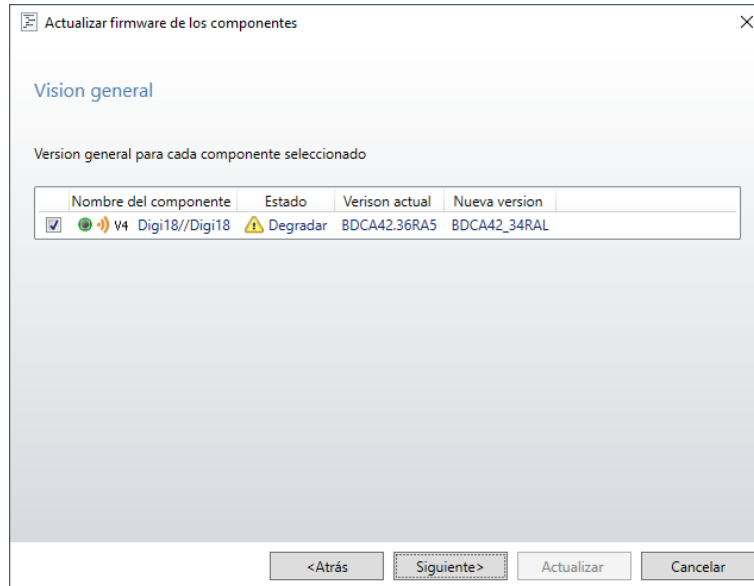 Actualizar firmware de los componentes
Vision general
Version general para cada componente seleccionado
Nombre del componente Estado Verison actual Nueva version
V4 Digi18//Digi18 Degradar BDCA42.36RA5 BDCA42_34RAL
<Atrás Siguiente> Actualizar Cancelar